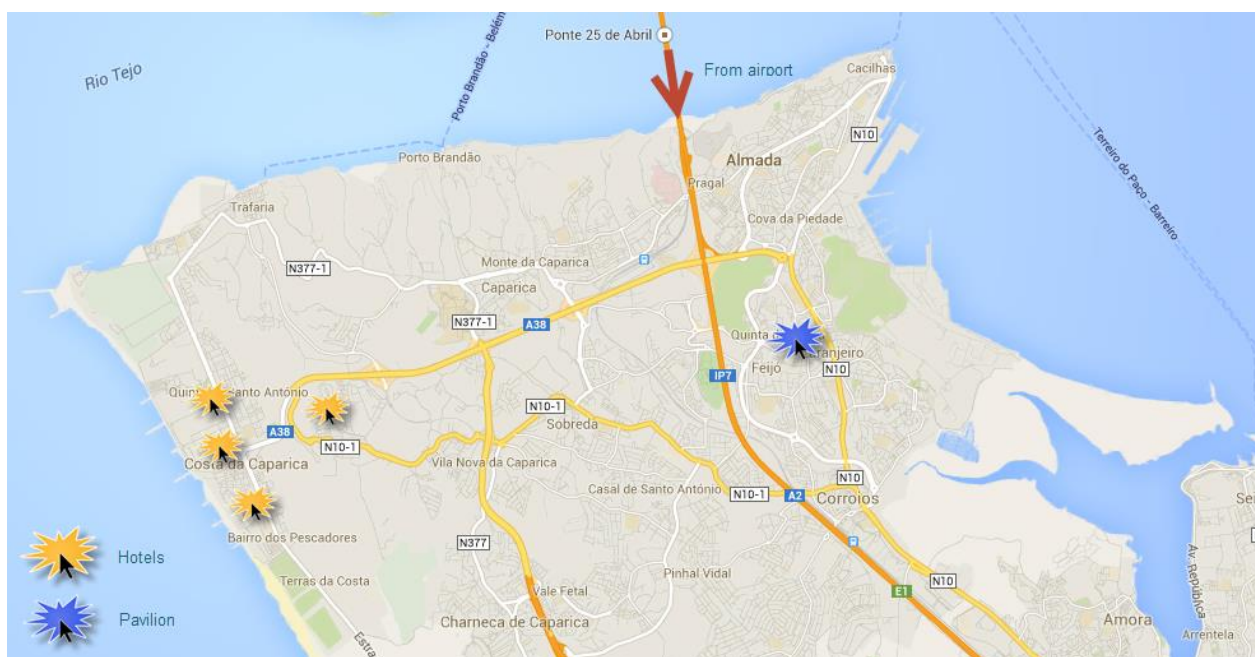 Ponte 25 de Abril
From airport
Cacilhas
Rio Tejo
Porto Brandão - Belém
N10
Terreiro do Paço - Barreiro
Porto Brandão
Almada
Pragal
Trafaria
Cova da Piedade
N377-1
Monte da Caparica
Caparica
N377-1
A38
Quinta
Feijó
N10
IP7
Santo António
A38
N10-1
N10-1
Sobreda
Costa da Caparica
Vila Nova da Caparica
Casal de Santo António
N10-1
A2
N10
Corroios
Bairro dos Pescadores
Hotels
N377
Terras da Costa
Pinhal Vidal
Vale Fetal
E1
N10
Pavilion
Charneca de Caparica
Amora
Av. República
Arrentela